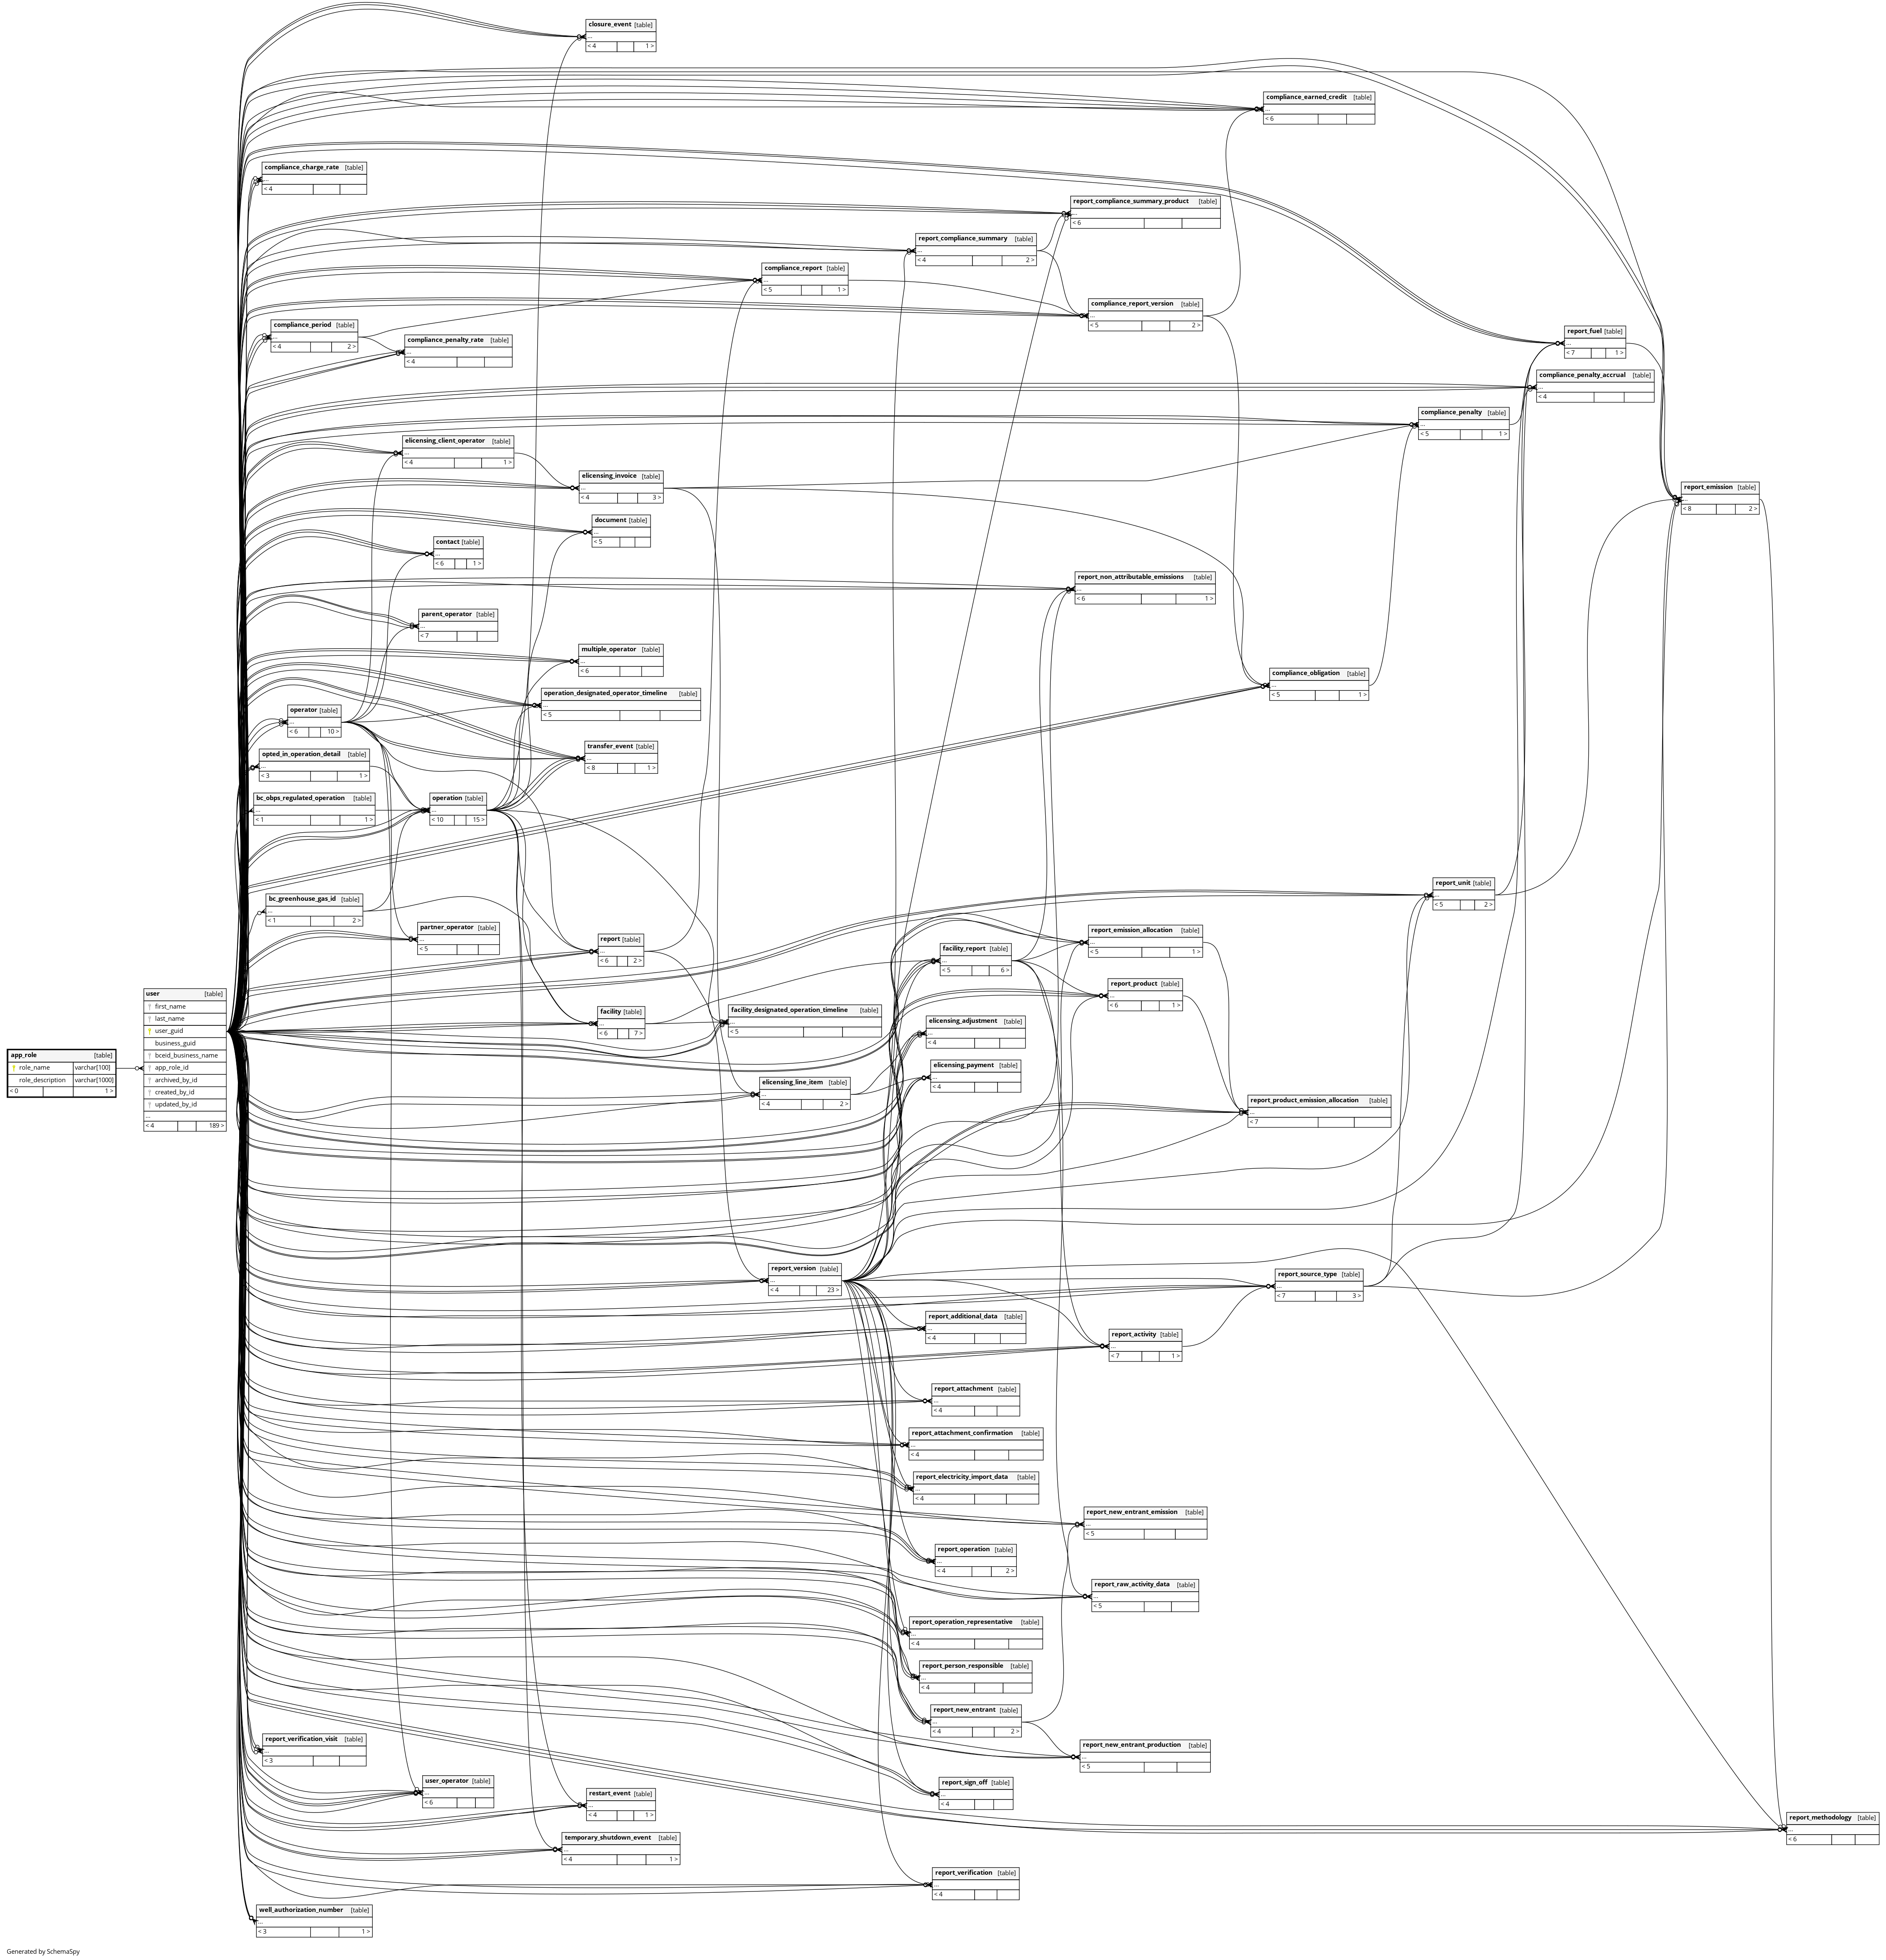 closure_event [table]
...
< 4 1 >
compliance_earned_credit [table]
...
< 6
compliance_charge_rate [table]
...
< 4
report_compliance_summary_product [table]
...
< 6
report_compliance_summary [table]
...
< 4 2 >
compliance_report [table]
...
< 5 1 >
compliance_report_version [table]
...
< 5 2 >
compliance_period [table]
...
< 4 2 >
compliance_penalty_rate [table]
...
< 4
report_fuel [table]
...
< 7 1 >
compliance_penalty_accrual [table]
...
< 4
compliance_penalty [table]
...
< 5 1 >
elicensing_client_operator [table]
...
< 4 1 >
elicensing_invoice [table]
...
< 4 3 >
report_emission [table]
...
< 8 2 >
document [table]
...
< 5
contact [table]
...
< 6 1 >
report_non_attributable_emissions [table]
...
< 6 1 >
parent_operator [table]
...
< 7
multiple_operator [table]
...
< 6
compliance_obligation [table]
...
< 5 1 >
operation_designated_operator_timeline [table]
...
< 5
operator [table]
...
< 6 10 >
transfer_event [table]
...
< 8 1 >
opted_in_operation_detail [table]
...
< 3 1 >
bc_obps_regulated_operation [table]
...
< 1 1 >
operation [table]
...
< 10 15 >
report_unit [table]
...
< 5 2 >
bc_greenhouse_gas_id [table]
...
< 1 2 >
partner_operator [table]
...
< 5
report [table]
...
< 6 2 >
report_emission_allocation [table]
...
< 5 1 >
facility_report [table]
...
< 5 6 >
report_product [table]
...
< 6 1 >
user [table]
first_name
last_name
user_guid
business_guid
bceid_business_name
app_role_id
archived_by_id
created_by_id
updated_by_id
...
< 4 189 >
app_role [table]
role_name varchar[100]
role_description varchar[1000]
< 0 1 >
facility [table]
...
< 6 7 >
facility_designated_operation_timeline [table]
...
< 5
elicensing_adjustment [table]
...
< 4
elicensing_payment [table]
...
< 4
elicensing_line_item [table]
...
< 4 2 >
report_product_emission_allocation [table]
...
< 7
report_version [table]
...
< 4 23 >
report_source_type [table]
...
< 7 3 >
report_additional_data [table]
...
< 4
report_activity [table]
...
< 7 1 >
report_attachment [table]
...
< 4
report_attachment_confirmation [table]
...
< 4
report_electricity_import_data [table]
...
< 4
report_new_entrant_emission [table]
...
< 5
report_operation [table]
...
< 4 2 >
report_raw_activity_data [table]
...
< 5
report_operation_representative [table]
...
< 4
report_person_responsible [table]
...
< 4
report_new_entrant [table]
...
< 4 2 >
report_verification_visit [table]
...
< 3
report_new_entrant_production [table]
...
< 5
user_operator [table]
...
< 6
report_sign_off [table]
...
< 4
restart_event [table]
...
< 4 1 >
report_methodology [table]
...
< 6
temporary_shutdown_event [table]
...
< 4 1 >
report_verification [table]
...
< 4
well_authorization_number [table]
...
< 3 1 >
Generated by SchemaSpy